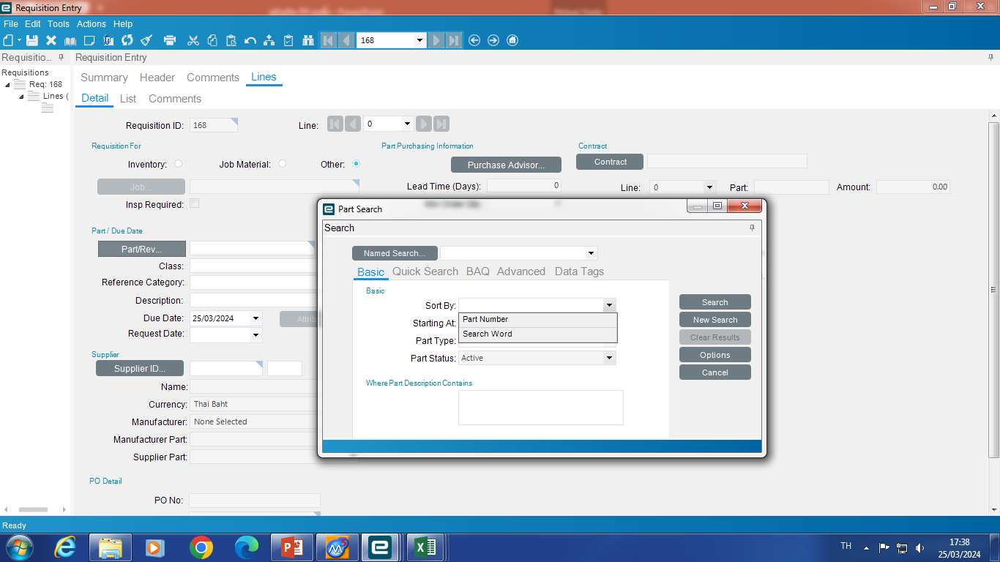 Requisition Entry
File Edit Tools Actions Help
168
Requisitio... Requisition Entry
Requisitions
Req: 168
Lines (
Summary Header Comments Lines
Detail List Comments
Requisition ID: 168 Line: 0
Requisition For Part Purchasing Information Contract
Inventory: Job Material: Other: Purchase Advisor... Contract
Job... Lead Time (Days): 0 Line: 0 Part: Amount: 0.00
Insp Required:
Part / Due Date
Part/Rev...
Class:
Reference Category:
Description:
Due Date: 25/03/2024 Attrib
Request Date:
Supplier
Supplier ID...
Name:
Currency: Thai Baht
Manufacturer: None Selected
Manufacturer Part:
Supplier Part:
PO Detail
PO No:
Part Search
Search
Named Search...
Basic Quick Search BAQ Advanced Data Tags
Basic
Sort By:
Part Number
Search Word
Starting At:
Part Type:
Part Status: Active
Where Part Description Contains
Search
New Search
Clear Results
Options
Cancel
Ready
TH 17:38
25/03/2024